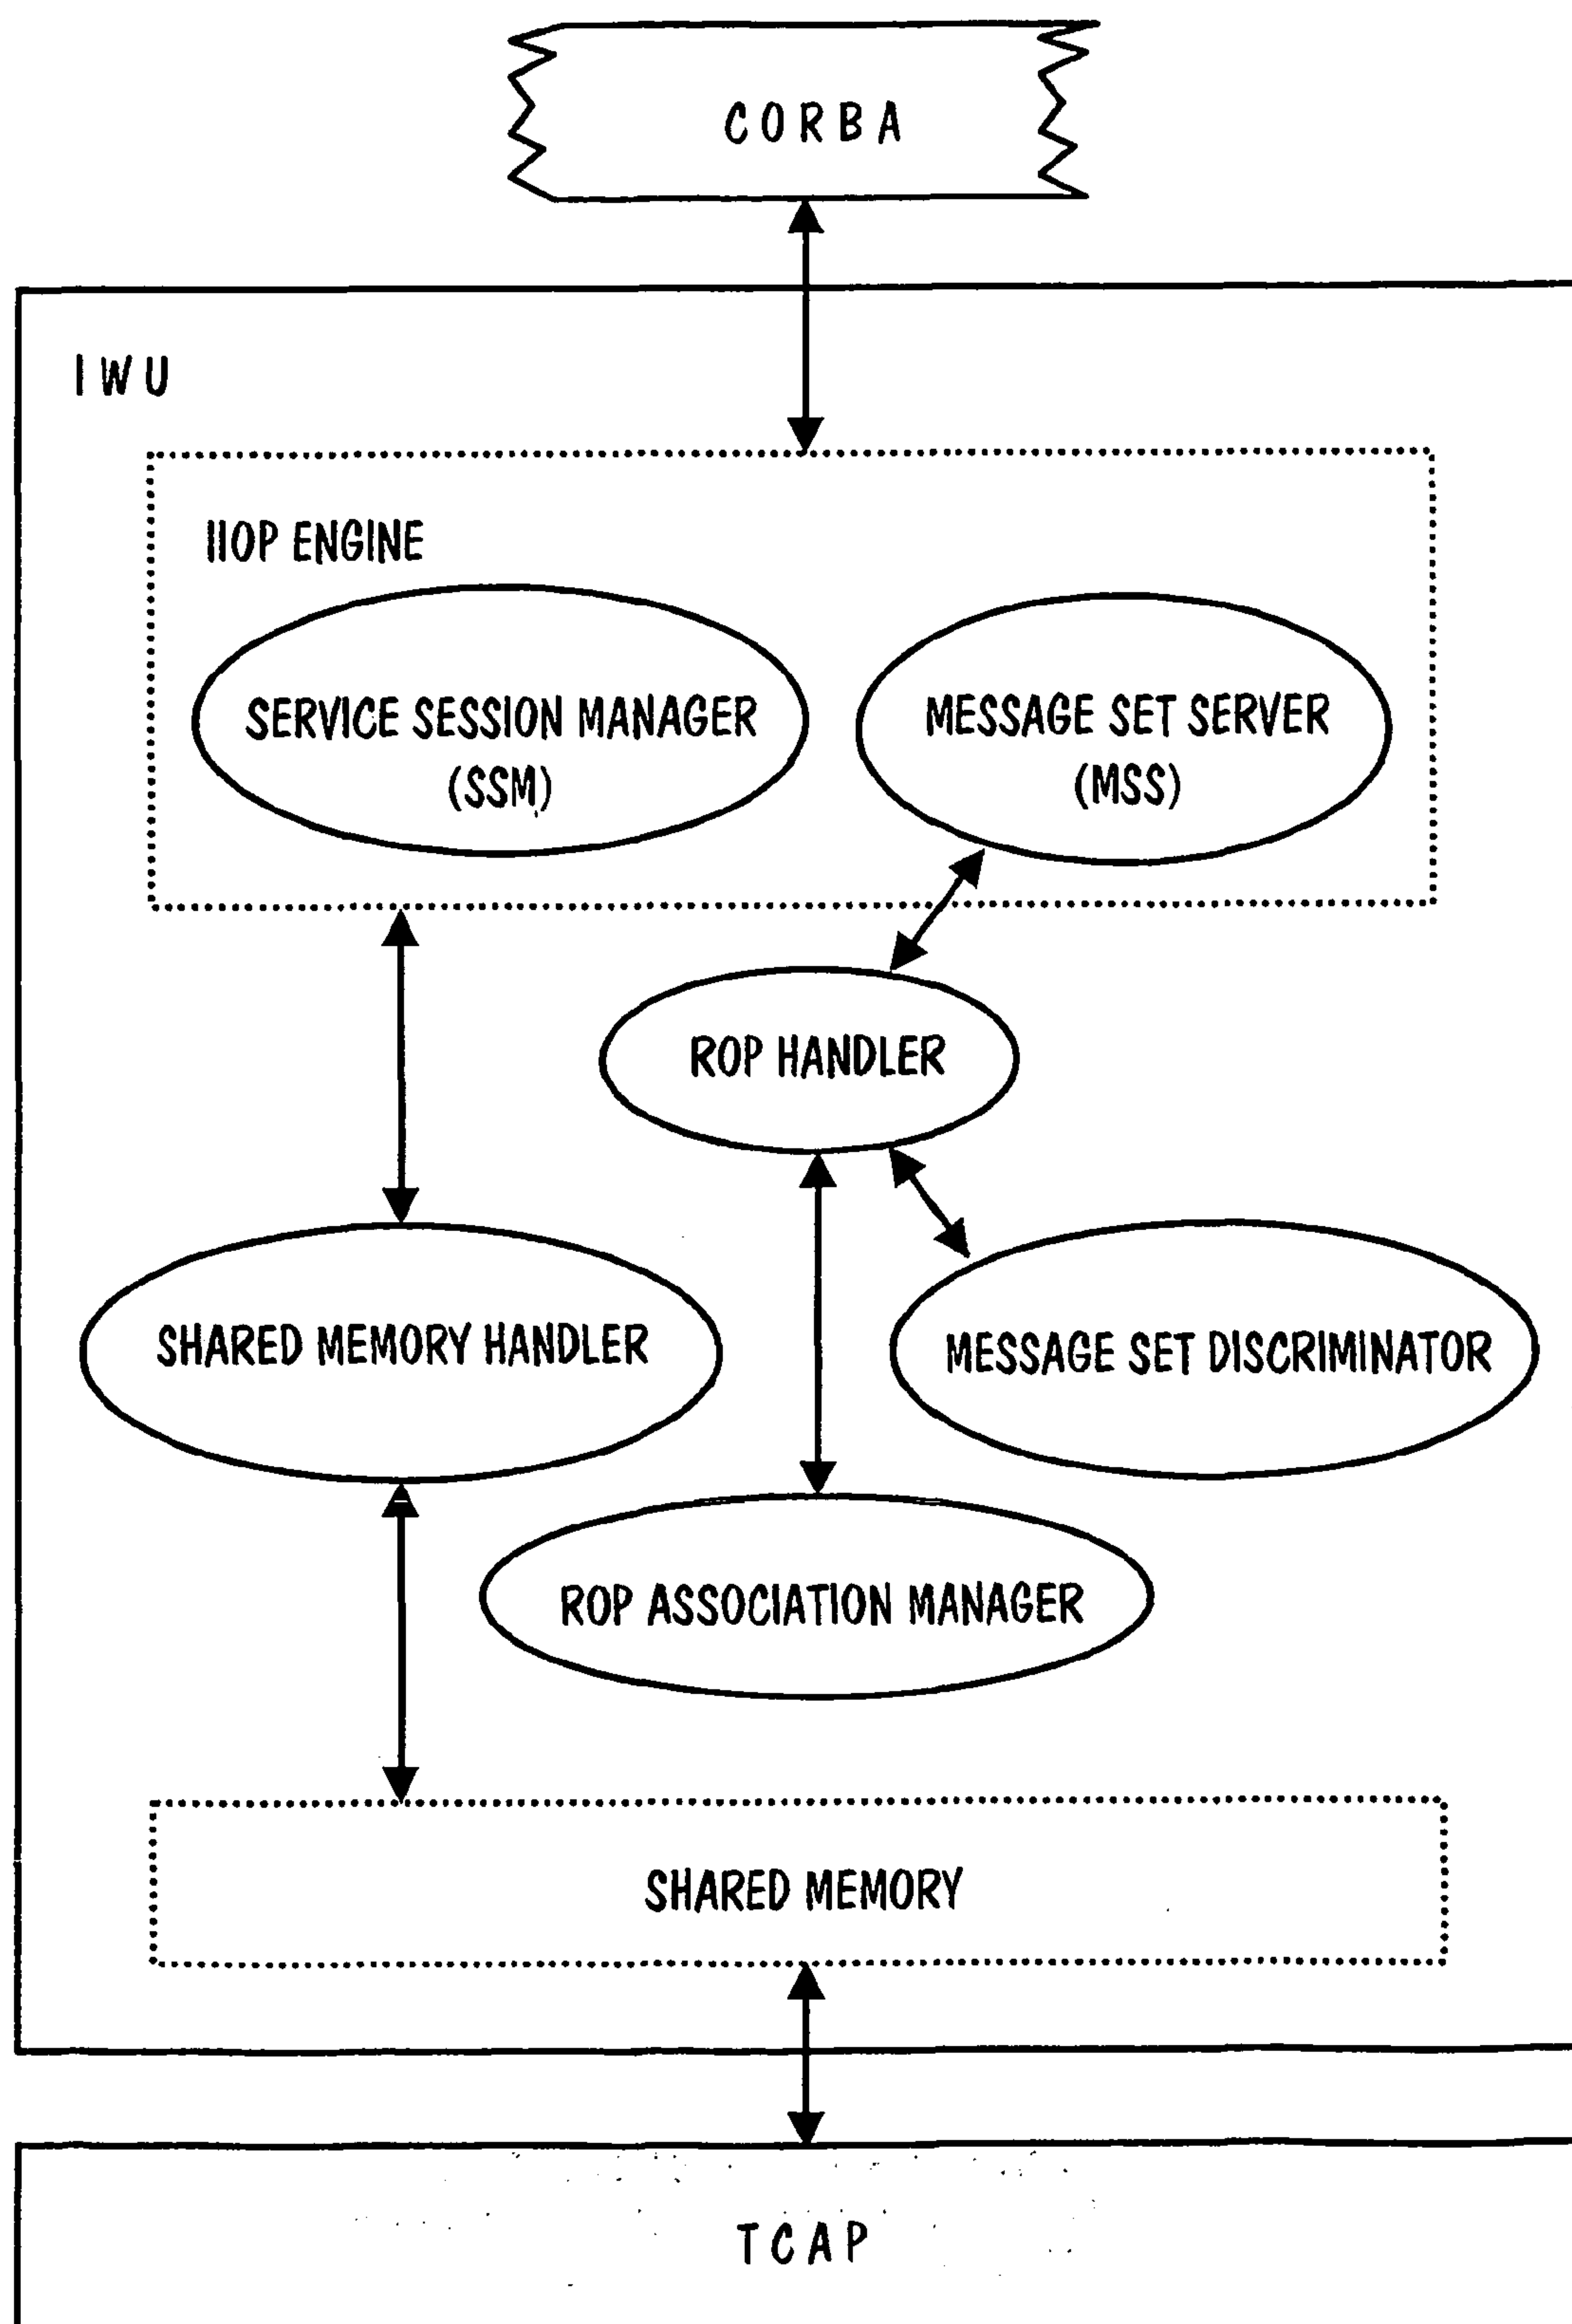 CORBA
IWU
IIOP ENGINE
SERVICE SESSION MANAGER
(SSM)
MESSAGE SET SERVER
(MSS)
ROP HANDLER
SHARED MEMORY HANDLER
MESSAGE SET DISCRIMINATOR
ROP ASSOCIATION MANAGER
SHARED MEMORY
TCAP